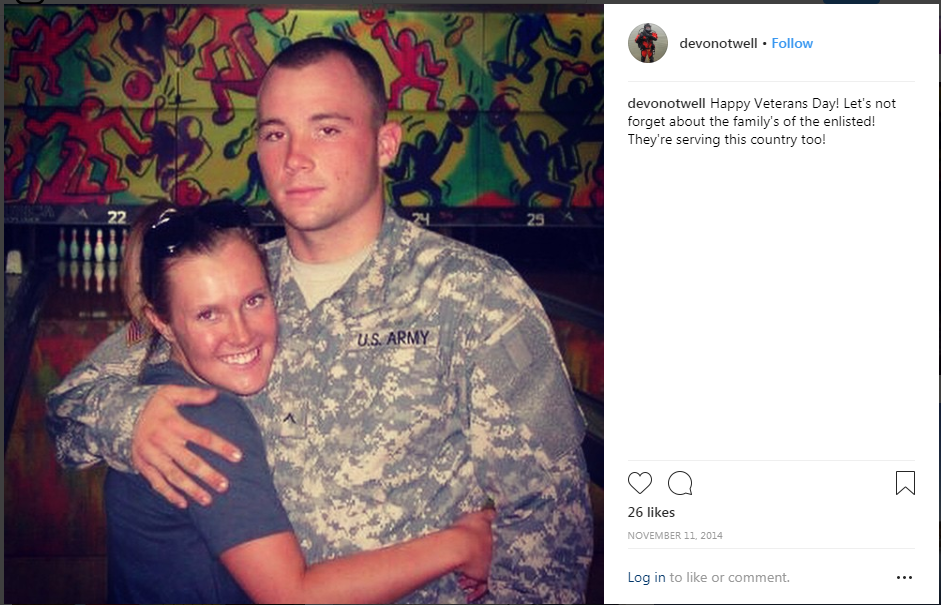 devonotwell • Follow
devonotwell Happy Veterans Day! Let's not
forget about the family's of the enlisted!
They're serving this country too!
22
24
25
U.S. ARMY
26 likes
NOVEMBER 11, 2014
Log in to like or comment.